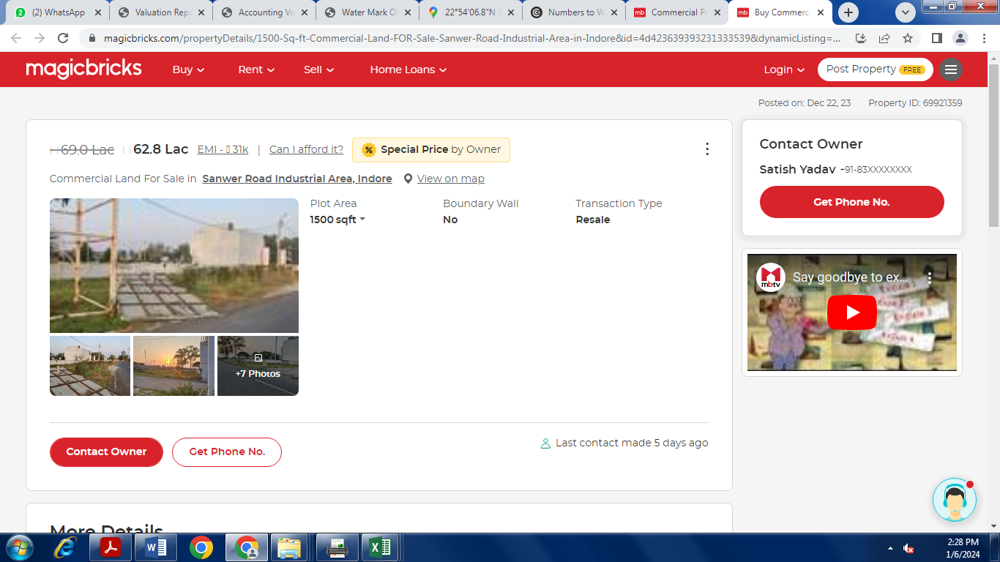 (2) WhatsApp
Valuation Repo
Accounting Vo
Water Mark O
22°54'06.8"N 7
Numbers to W
Commercial Pr
Buy Commerci
magicbricks.com/propertyDetails/1500-Sq-ft-Commercial-Land-FOR-Sale-Sanwer-Road-Industrial-Area-in-Indore&id=4d423639393231333539&dynamicListing=...
magicbricks Buy Rent Sell Home Loans Login Post Property FREE
Posted on: Dec 22, 23 Property ID: 69921359
69.0 Lac 62.8 Lac EMI - 31k | Can I afford it? % Special Price by Owner
Commercial Land For Sale in Sanwer Road Industrial Area, Indore View on map
Plot Area Boundary Wall Transaction Type
1500 sqft No Resale
+7 Photos
Contact Owner Get Phone No.
Last contact made 5 days ago
More Details
Contact Owner
Satish Yadav +91-83XXXXXXXX
Get Phone No.
mbtv
Say goodbye to ex...
2:28 PM
1/6/2024